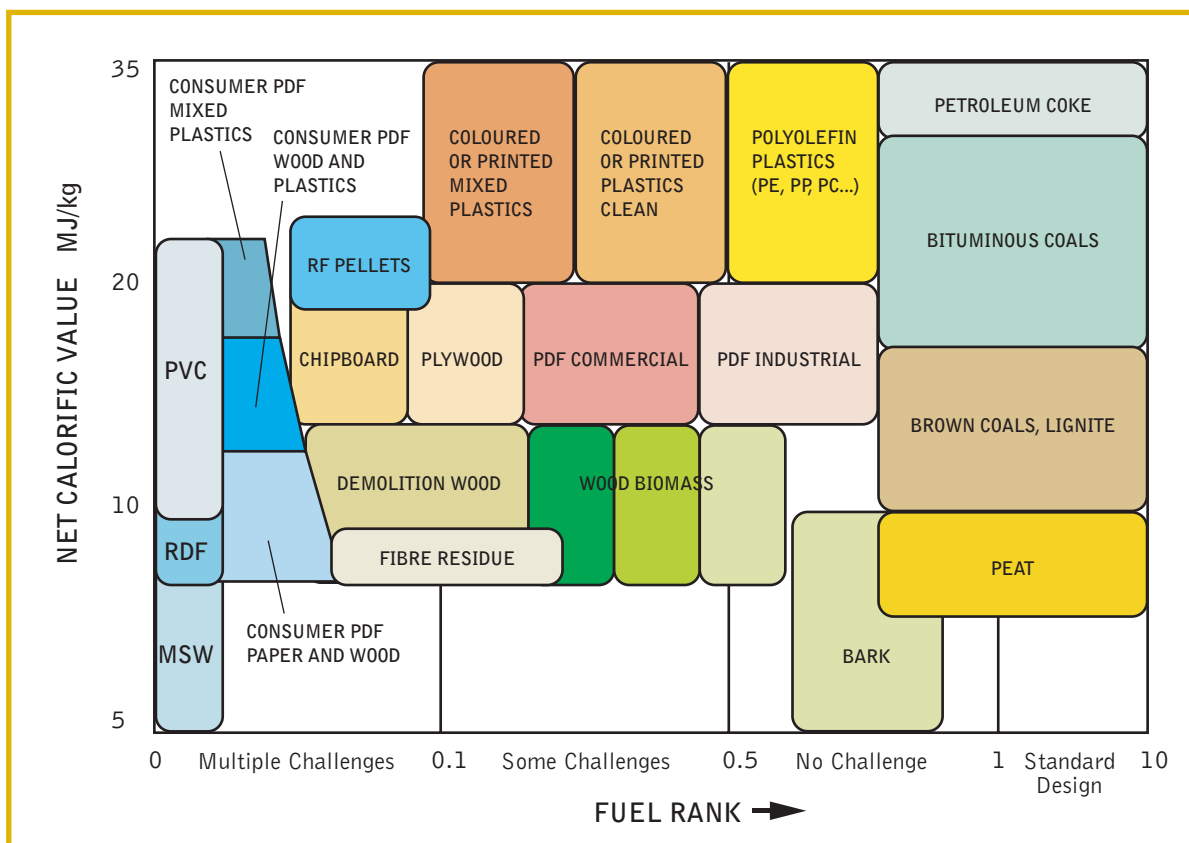 35
CONSUMER PDF
MIXED
PLASTICS
CONSUMER PDF
WOOD AND
PLASTICS
COLOURED
OR PRINTED
MIXED
PLASTICS
COLOURED
OR PRINTED
PLASTICS
CLEAN
POLYOLEFIN
PLASTICS
(PE, PP, PC...)
PETROLEUM COKE
BITUMINOUS COALS
RF PELLETS
20
NET CALORIFIC VALUE MJ/kg
PVC
CHIPBOARD
PLYWOOD
PDF COMMERCIAL
PDF INDUSTRIAL
BROWN COALS, LIGNITE
DEMOLITION WOOD
WOOD BIOMASS
10
RDF
FIBRE RESIDUE
PEAT
CONSUMER PDF
PAPER AND WOOD
MSW
BARK
5
0 Multiple Challenges 0.1 Some Challenges 0.5 No Challenge 1 Standard 10
Design
FUEL RANK